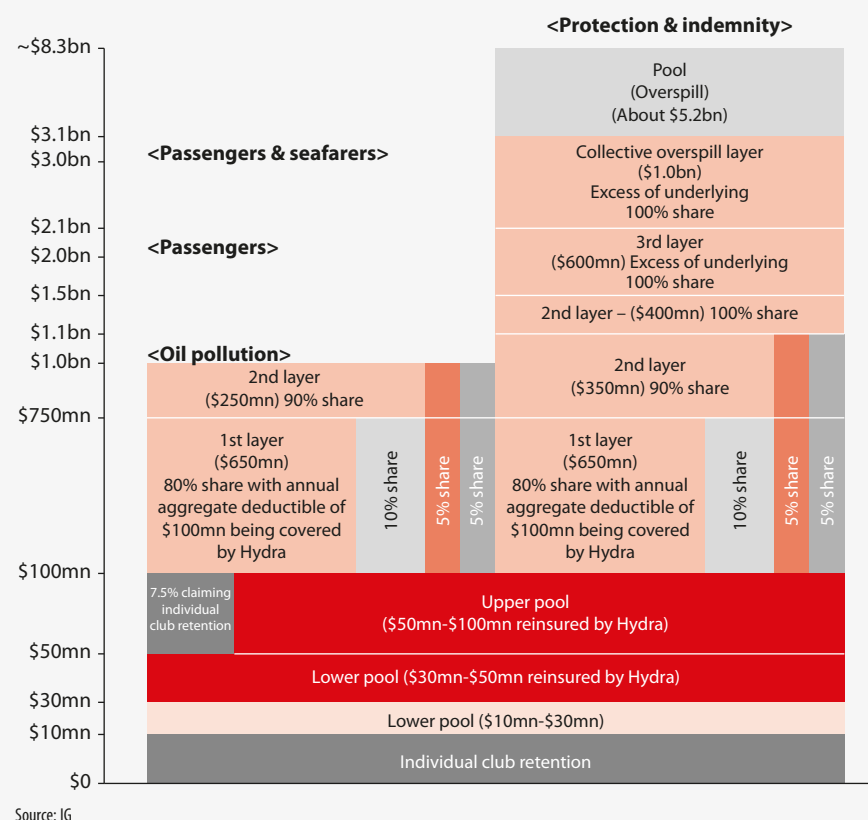 <Protection & indemnity>
~$8.3bn
Pool
(Overspill)
(About $5.2bn)
$3.1bn
$3.0bn
<Passengers & seafarers>
Collective overspill layer
($1.0bn)
Excess of underlying
100% share
$2.1bn
$2.0bn
<Passengers>
3rd layer
($600mn) Excess of underlying
100% share
$1.5bn
2nd layer – ($400mn) 100% share
$1.1bn
$1.0bn
<Oil pollution>
2nd layer
($250mn) 90% share
2nd layer
($350mn) 90% share
$750mn
1st layer
($650mn)
80% share with annual
aggregate deductible of
$100mn being covered
by Hydra
10% share
5% share
5% share
1st layer
($650mn)
80% share with annual
aggregate deductible of
$100mn being covered
by Hydra
10% share
5% share
5% share
$100mn
7.5% claiming
individual
club retention
Upper pool
($50mn-$100mn reinsured by Hydra)
$50mn
Lower pool ($30mn-$50mn reinsured by Hydra)
$30mn
Lower pool ($10mn-$30mn)
$10mn
Individual club retention
$0
Source: IG